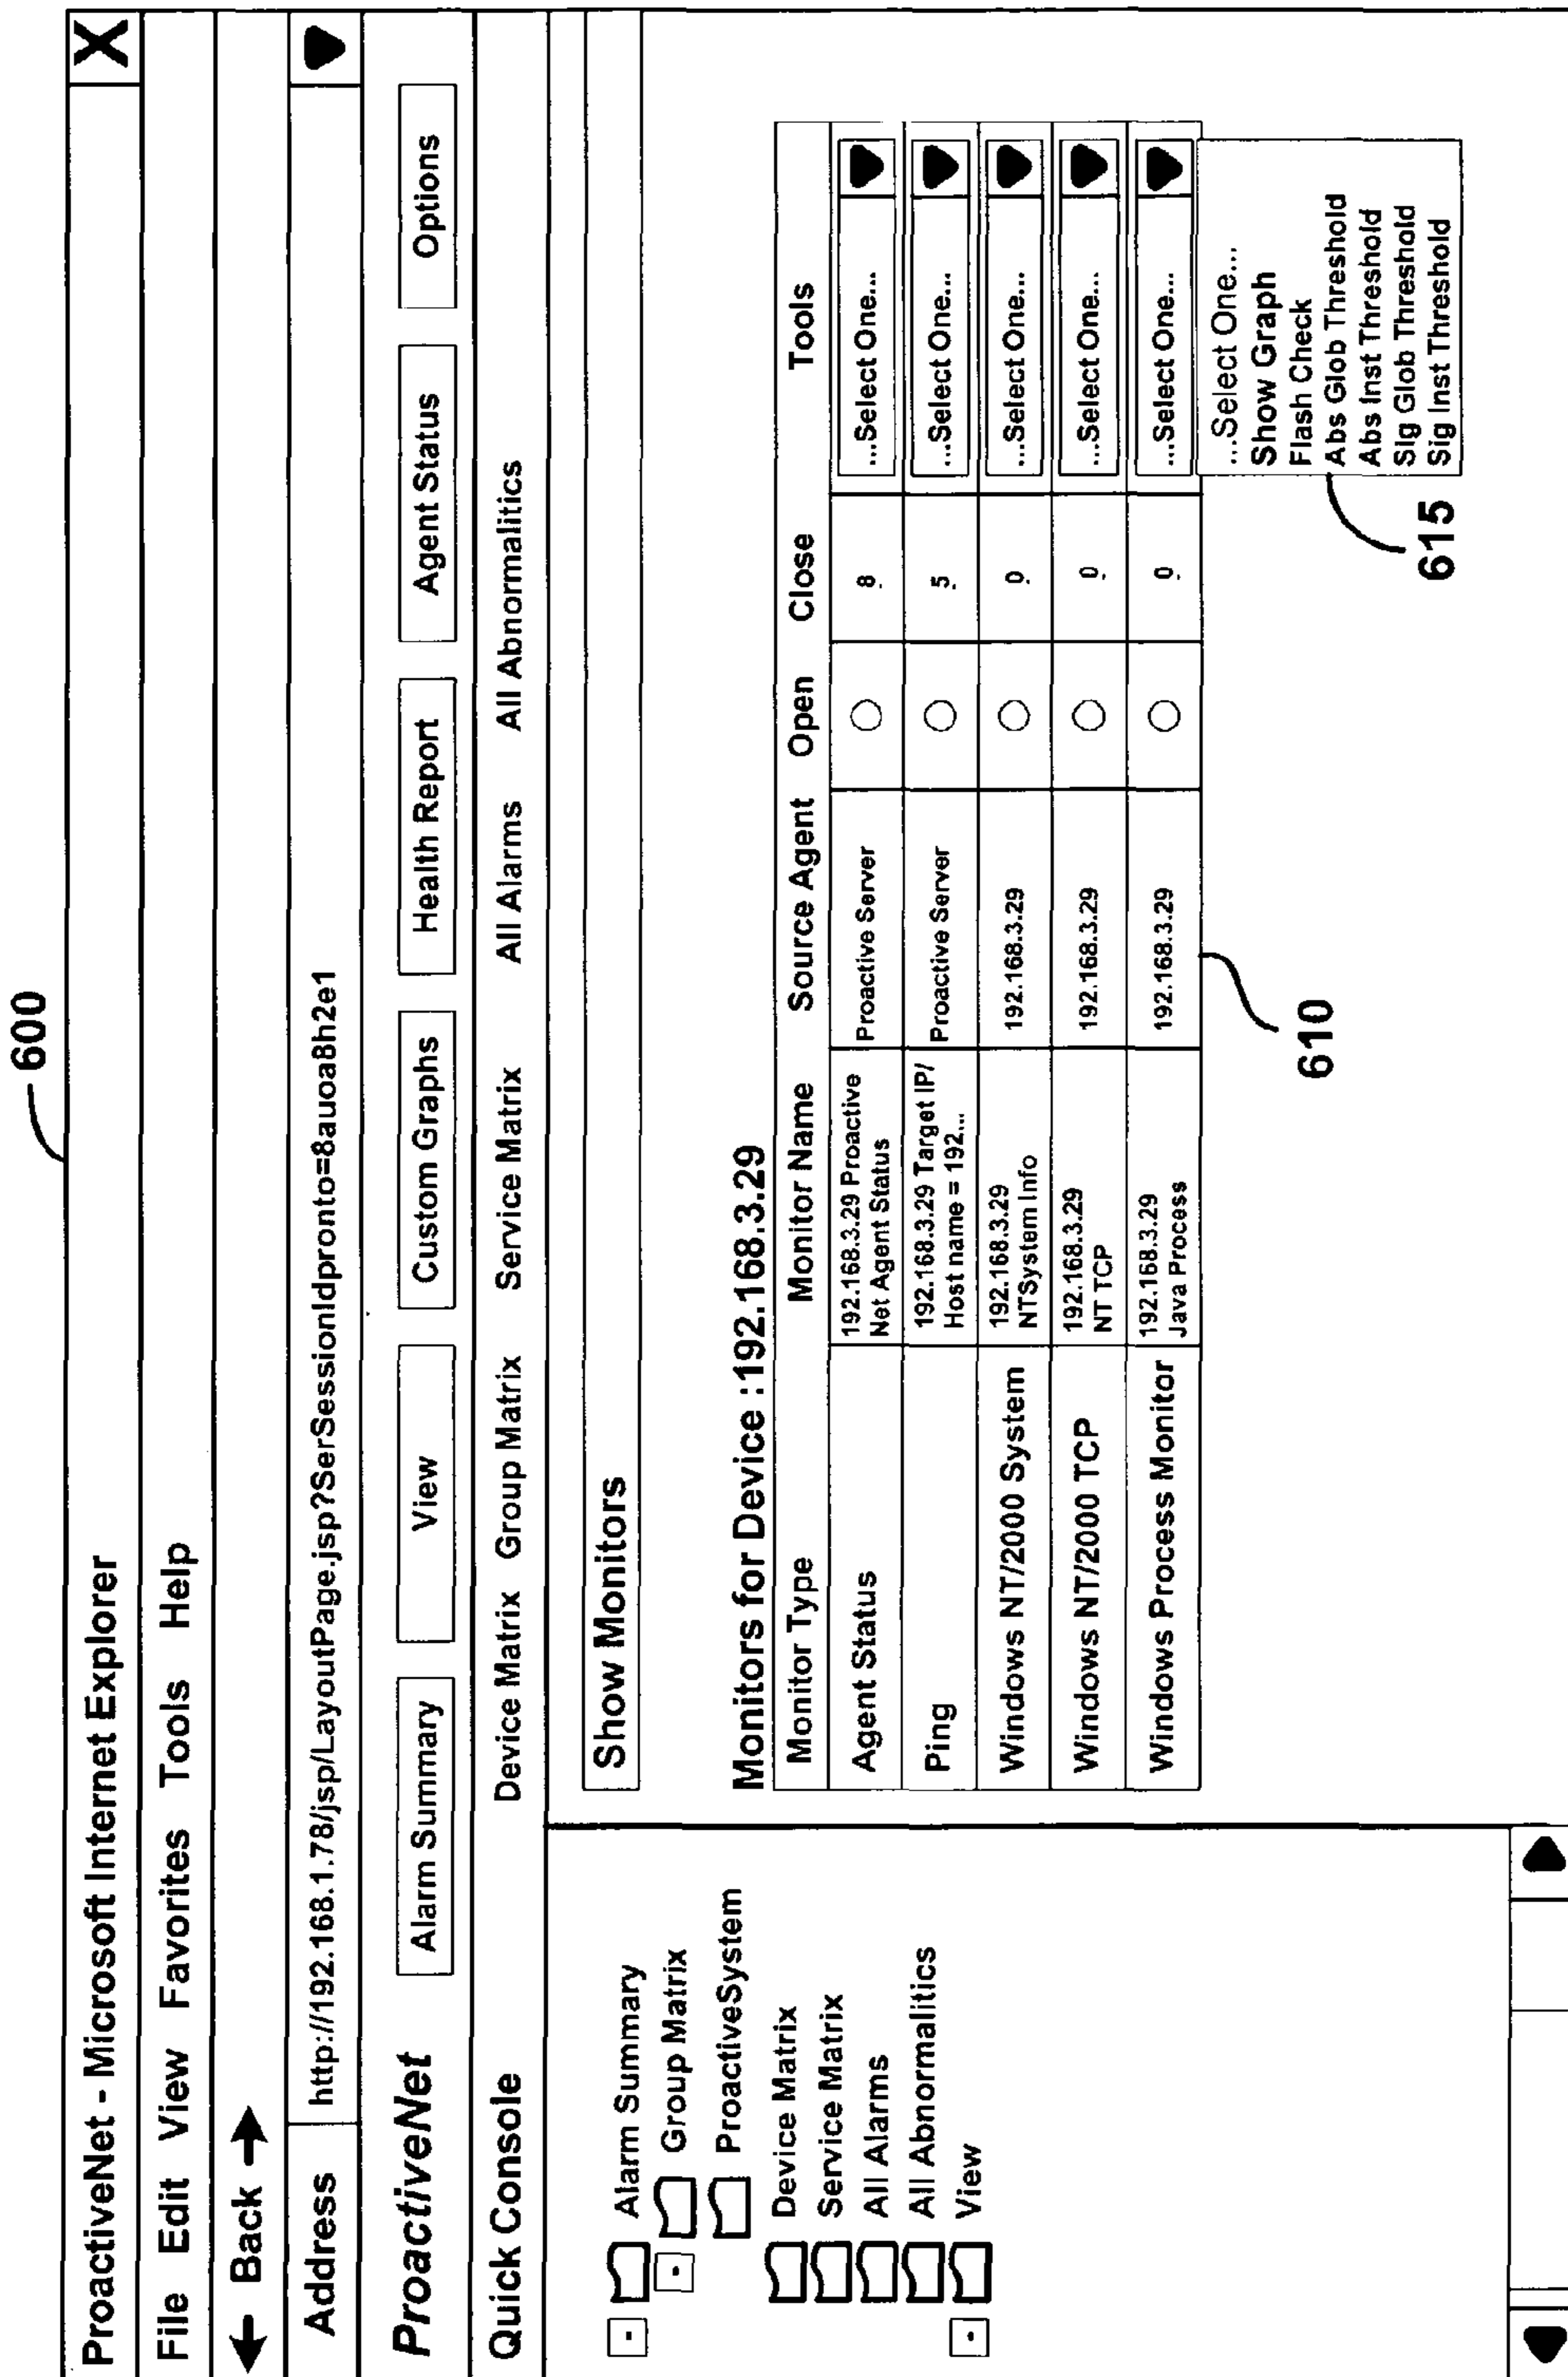 600
ProactiveNet - Microsoft Internet Explorer
X
File Edit View Favorites Tools Help
Back
Address http://192.168.1.78/jsp/LayoutPage.jsp?SerSessionIdpronto=8auoa8h2e1
ProactiveNet Alarm Summary View Custom Graphs Health Report Agent Status Options
Quick Console Device Matrix Group Matrix Service Matrix All Alarms All Abnormalitics
Alarm Summary
Group Matrix
ProactiveSystem
Device Matrix
Service Matrix
All Alarms
All Abnormalitics
View
Show Monitors
Monitors for Device :192.168.3.29
Monitor Type Monitor Name Source Agent Open Close Tools
Agent Status 192.168.3.29 Proactive Net Agent Status Proactive Server 8 ...Select One...
Ping 192.168.3.29 Target IP/ Host name = 192... Proactive Server 5 ...Select One...
Windows NT/2000 System 192.168.3.29 NTSystem Info 192.168.3.29 0 ...Select One...
Windows NT/2000 TCP 192.168.3.29 NT TCP 192.168.3.29 0 ...Select One...
Windows Process Monitor 192.168.3.29 Java Process 192.168.3.29 0 ...Select One...
...Select One...
Show Graph
Flash Check
Abs Glob Threshold
Abs Inst Threshold
Sig Glob Threshold
Sig Inst Threshold
610
615